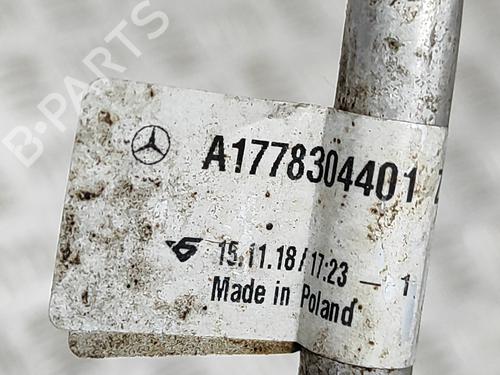 B-PARTS
A1778304401
15.11.18/17:23 – 1
Made in Poland